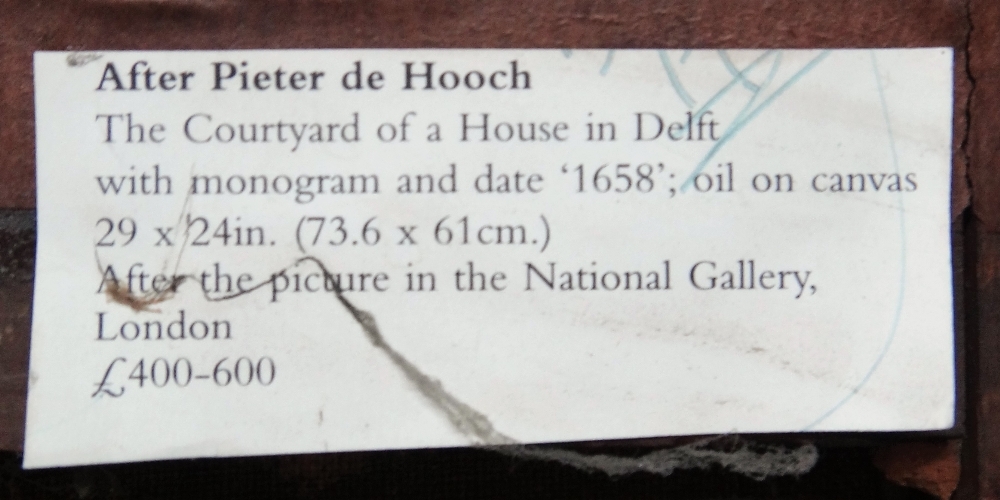 After Pieter de Hooch
The Courtyard of a House in Delft
with monogram and date ‘1658’; oil on canvas
29 x 24in. (73.6 x 61cm.)
After the picture in the National Gallery,
London
£400-600